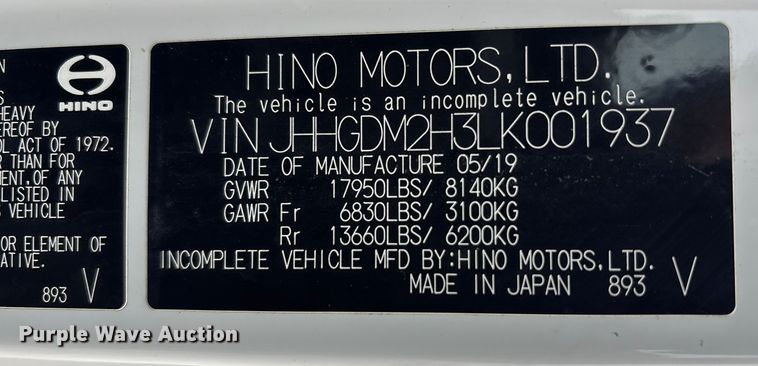 HINO
HEAVY
EREOF BY
OL ACT OF 1972.
R THAN FOR
MENT, OF ANY
LISTED IN
S VEHICLE
OR ELEMENT OF
ATIVE.
893 V
HINO MOTORS, LTD.
The vehicle is an incomplete vehicle.
VIN JHHGDM2H3LK001937
DATE OF MANUFACTURE 05/19
GVWR 17950LBS/ 8140KG
GAWR Fr 6830LBS/ 3100KG
Rr 13660LBS/ 6200KG
INCOMPLETE VEHICLE MFD BY:HINO MOTORS,LTD.
MADE IN JAPAN 893 V
Purple Wave Auction